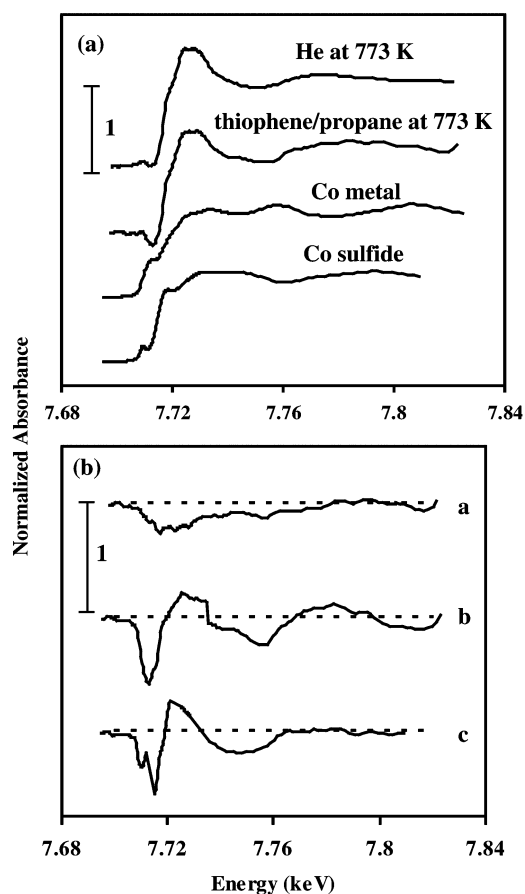 (a)
He at 773 K
1
thiophene/propane at 773 K
Co metal
Co sulfide
7.68 7.72 7.76 7.8 7.84
Normalized Absorbance
(b)
a
1
b
c
7.68 7.72 7.76 7.8 7.84
Energy (keV)